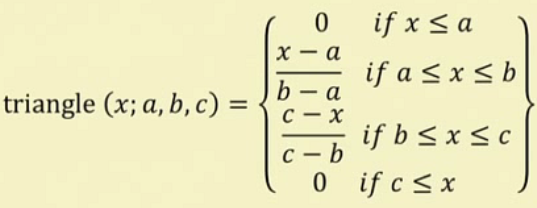 triangle (x; a, b, c) = {
0 if x ≤ a
x − a / b − a if a ≤ x ≤ b
c − x / c − b if b ≤ x ≤ c
0 if c ≤ x
}